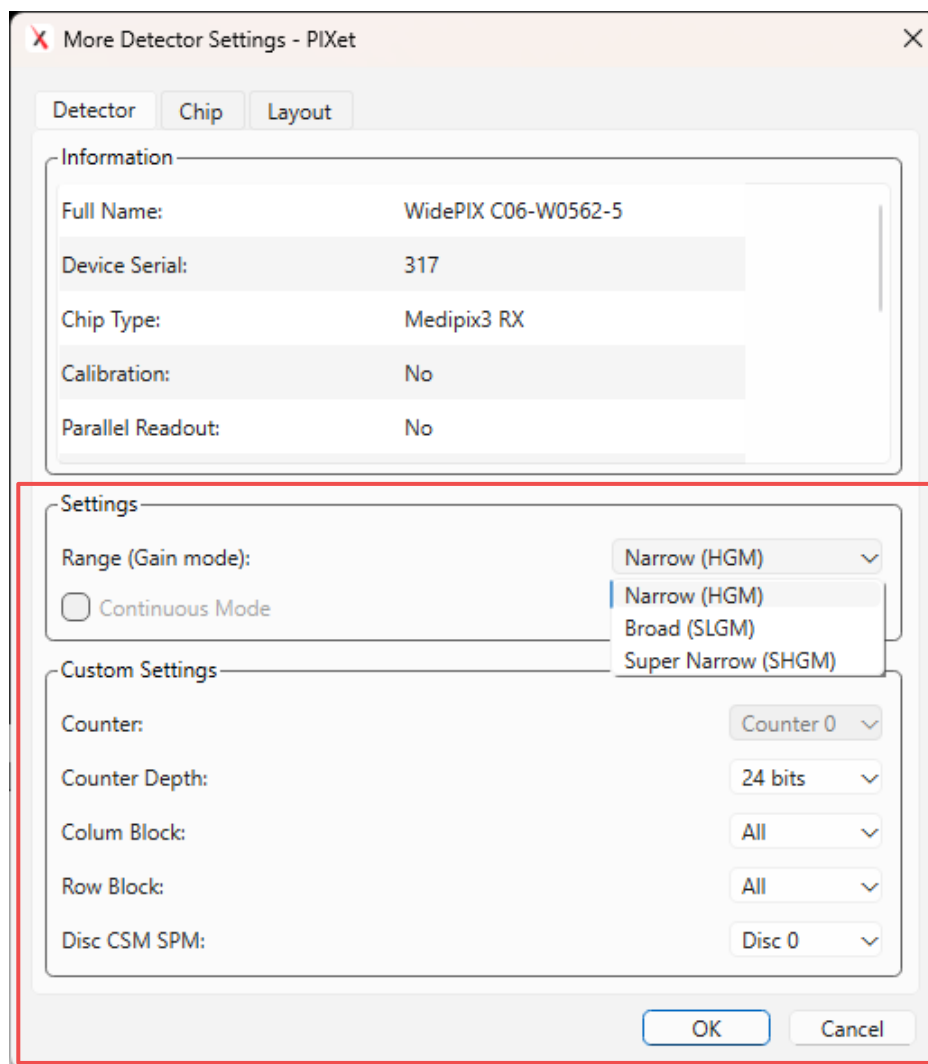 More Detector Settings - PIXet
Detector Chip Layout
Information
Full Name: WidePIX C06-W0562-5
Device Serial: 317
Chip Type: Medipix3 RX
Calibration: No
Parallel Readout: No
Settings
Range (Gain mode): Narrow (HGM)
Narrow (HGM)
Continuous Mode
Broad (SLGM)
Super Narrow (SHGM)
Custom Settings
Counter: Counter 0
Counter Depth: 24 bits
Colum Block: All
Row Block: All
Disc CSM SPM: Disc 0
OK Cancel